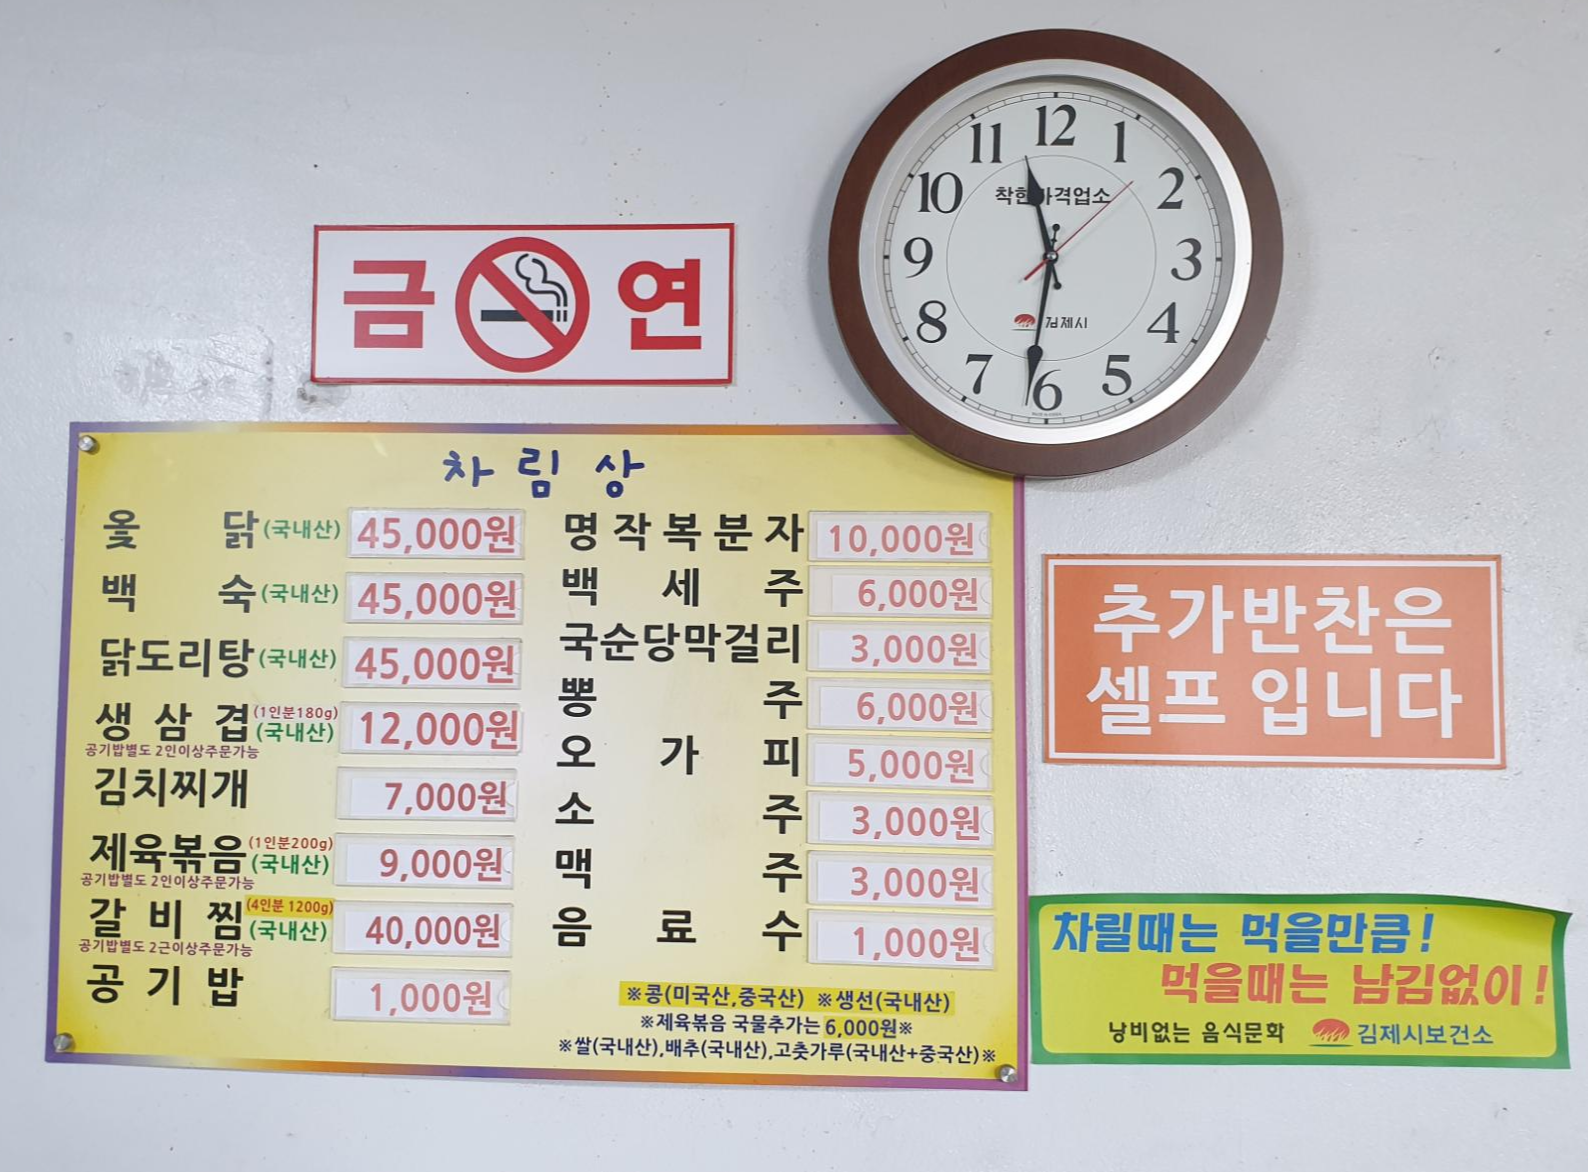 12
11
1
10
2
착한가격업소
9
3
8
4
김제시
7
5
6
금연
차림상
옻닭(국내산) 45,000원
백숙(국내산) 45,000원
닭도리탕(국내산) 45,000원
생삼겹(1인분180g)(국내산) 12,000원
공기밥별도 2인이상주문가능
김치찌개 7,000원
제육볶음(1인분200g)(국내산) 9,000원
공기밥별도 2인이상주문가능
갈비찜(4인분 1200g)(국내산) 40,000원
공기밥별도 2근이상주문가능
공기밥 1,000원
명작복분자 10,000원
백세주 6,000원
국순당막걸리 3,000원
뽕주 6,000원
오가피 5,000원
소주 3,000원
맥주 3,000원
음료수 1,000원
※콩(미국산,중국산) ※생선(국내산)
※제육볶음 국물추가는 6,000원※
※쌀(국내산),배추(국내산),고춧가루(국내산+중국산)※
추가반찬은
셀프 입니다
차릴때는 먹을만큼!
먹을때는 남김없이!
낭비없는 음식문화 김제시보건소